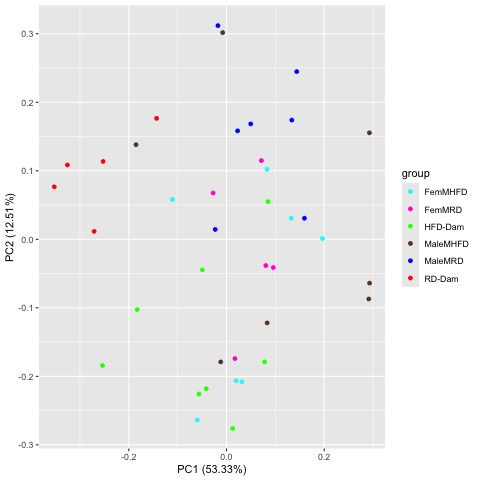 0.3
0.2
0.1
0.0
-0.1
-0.2
-0.3
PC2 (12.51%)
-0.2
0.0
0.2
PC1 (53.33%)
group
FemMHFD
FemMRD
HFD-Dam
MaleMHFD
MaleMRD
RD-Dam